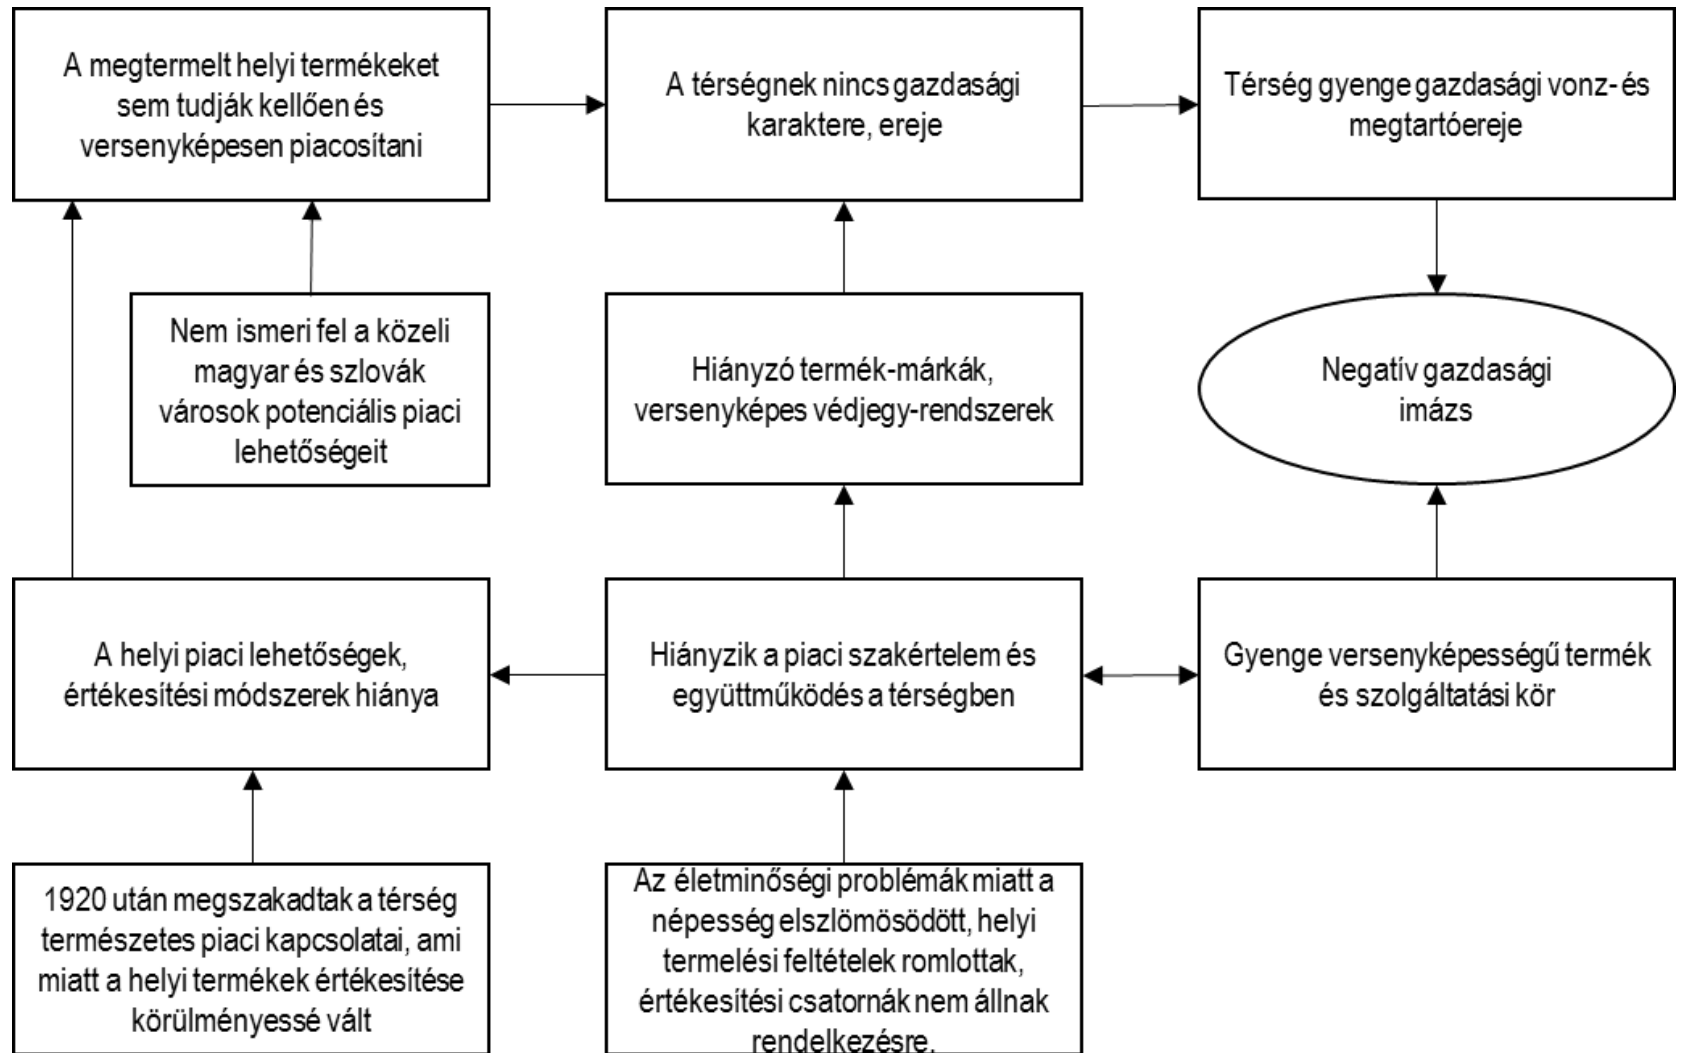 A megtermelt helyi termékeket
sem tudják kellően és
versenyképesen piacosítani
A térségnek nincs gazdasági
karaktere, ereje
Térség gyenge gazdasági vonz- és
megtartóereje
Nem ismeri fel a közeli
magyar és szlovák
városok potenciális piaci
lehetőségeit
Hiányzó termék-márkák,
versenyképes védjegy-rendszerek
Negatív gazdasági
imázs
A helyi piaci lehetőségek,
értékesítési módszerek hiánya
Hiányzik a piaci szakértelem és
együttműködés a térségben
Gyenge versenyképességű termék
és szolgáltatási kör
1920 után megszakadtak a térség
természetes piaci kapcsolatai, ami
miatt a helyi termékek értékesítése
körülményessé vált
Az életminőségi problémák miatt a
népesség elszlömösödött, helyi
termelési feltételek romlottak,
értékesítési csatornák nem állnak
rendelkezésre.